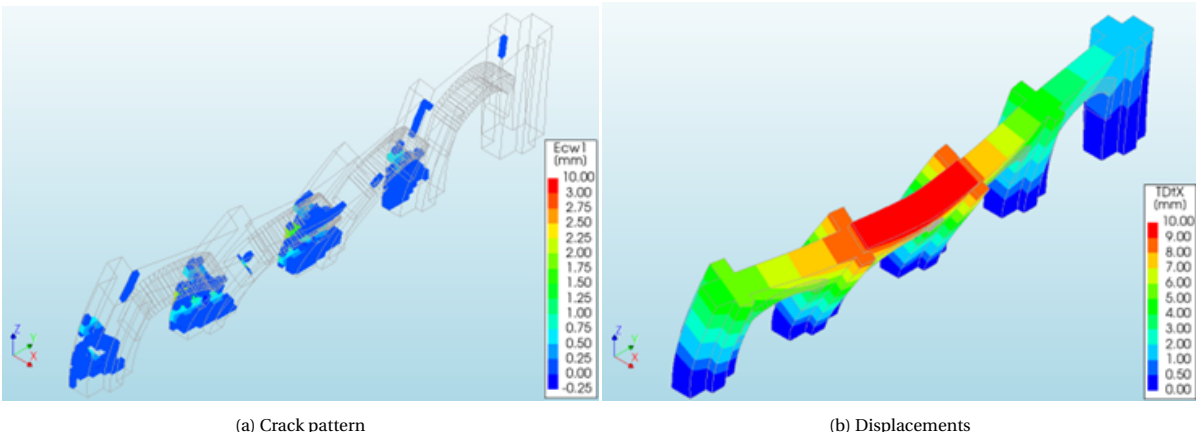 Ecw1
(mm)
10.00
3.00
2.75
2.50
2.25
2.00
1.75
1.50
1.25
1.00
0.75
0.50
0.25
0.00
-0.25
Z
Y
X
(a) Crack pattern
TDtX
(mm)
10.00
9.00
8.00
7.00
6.00
5.00
4.00
3.00
2.00
1.00
0.50
0.00
Z
Y
X
(b) Displacements